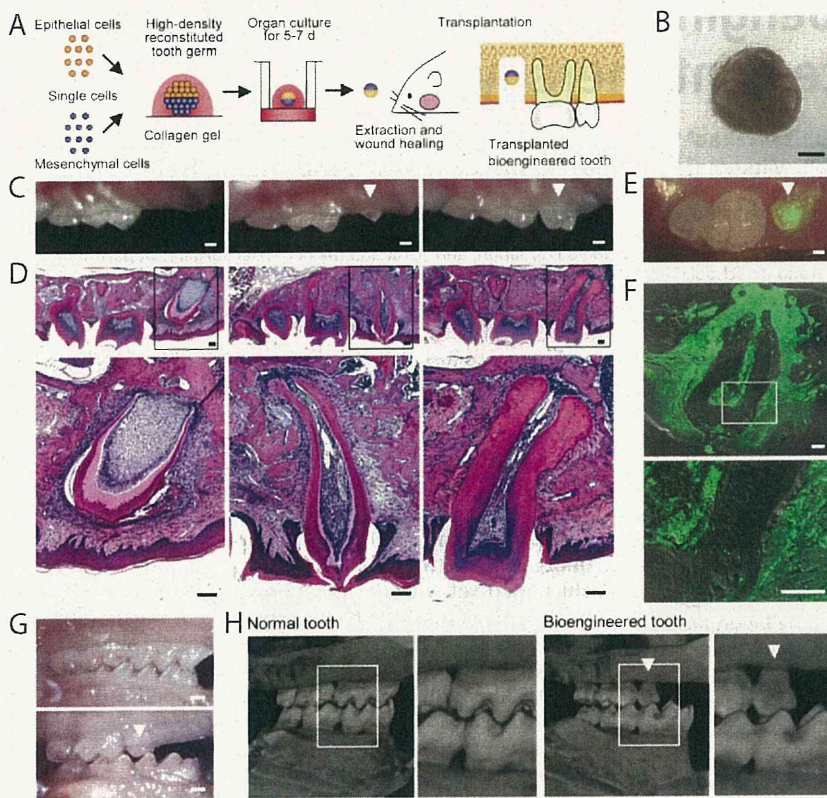 A
Epithelial cells
Single cells
Mesenchymal cells
High-density
reconstituted
tooth germ
Collagen gel
Organ culture
for 5-7 d
Extraction and
wound healing
Transplantation
Transplanted
bioengineered tooth
B
C
D
E
F
G
H
Normal tooth
Bioengineered tooth